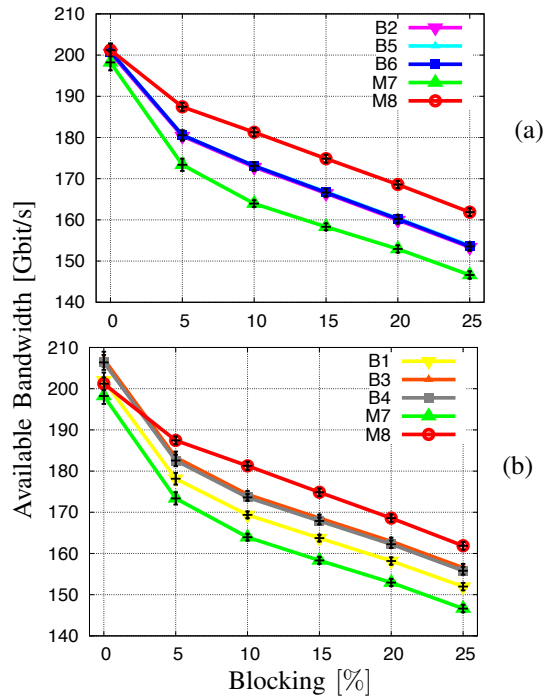 210
200
190
180
170
160
150
140
0 5 10 15 20 25
B2
B5
B6
M7
M8
(a)
Available Bandwidth [Gbit/s]
210
200
190
180
170
160
150
140
0 5 10 15 20 25
B1
B3
B4
M7
M8
(b)
Blocking [%]